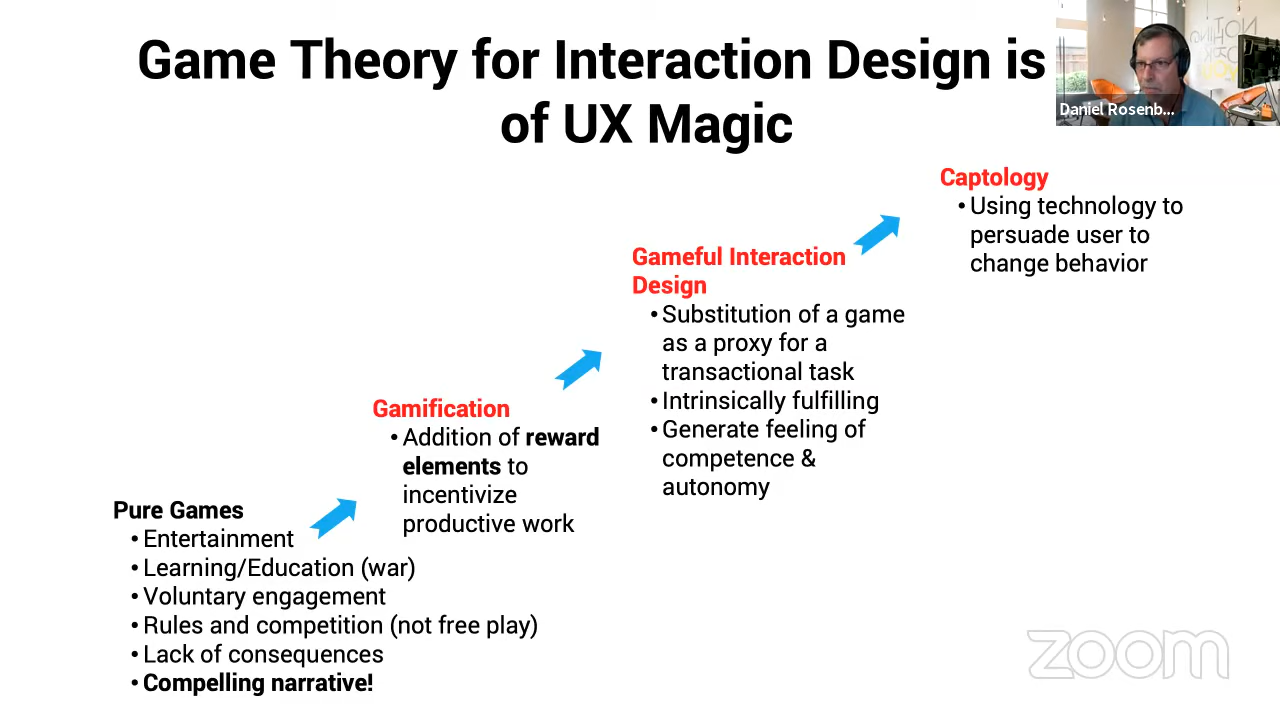 Game Theory for Interaction Design is
of UX Magic
Daniel Rosenb...
Captology
• Using technology to
persuade user to
change behavior
Gameful Interaction
Design
• Substitution of a game
as a proxy for a
transactional task
• Intrinsically fulfilling
• Generate feeling of
competence &
autonomy
Gamification
• Addition of reward
elements to
incentivize
productive work
Pure Games
• Entertainment
• Learning/Education (war)
• Voluntary engagement
• Rules and competition (not free play)
• Lack of consequences
• Compelling narrative!
zoom